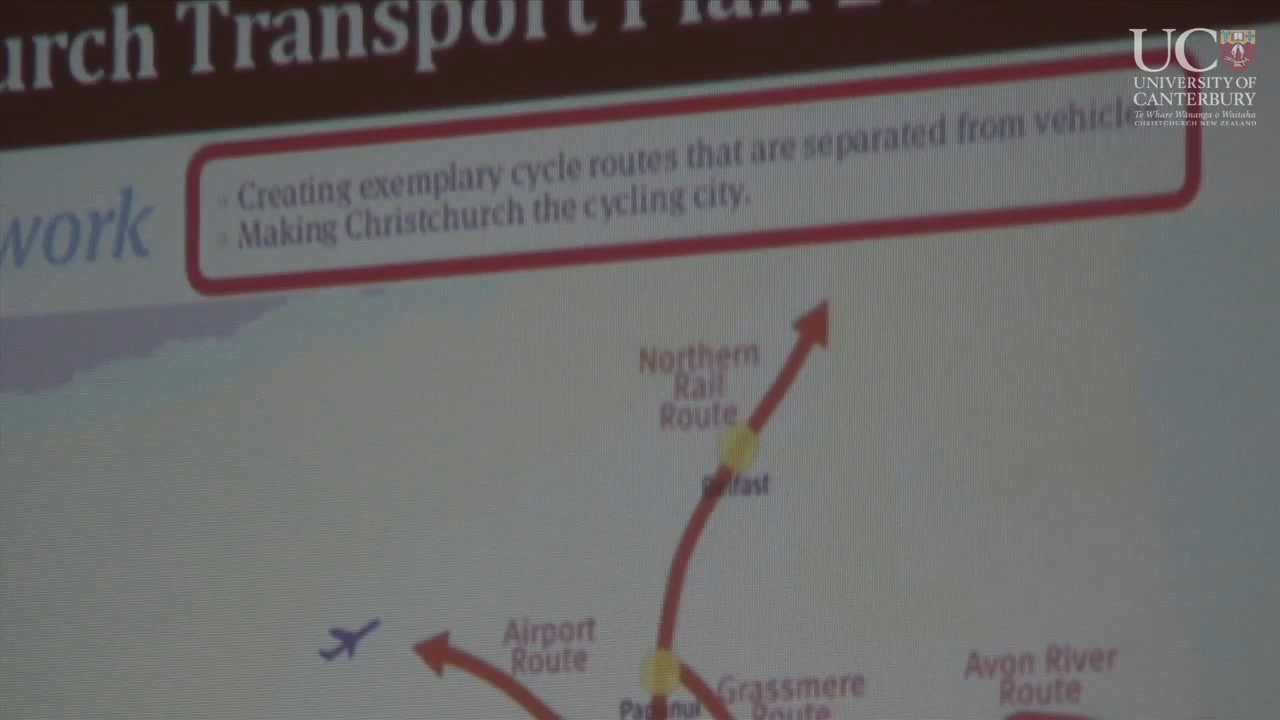 urch Transport Plan
work
» Creating exemplary cycle routes that are separated from vehicle
» Making Christchurch the cycling city.
UC
UNIVERSITY OF
CANTERBURY
Te Whare Wānanga o Waitaha
CHRISTCHURCH NEW ZEALAND
Northern
Rail
Route
Belfast
Airport
Route
Papanui
Grassmere
Route
Avon River
Route